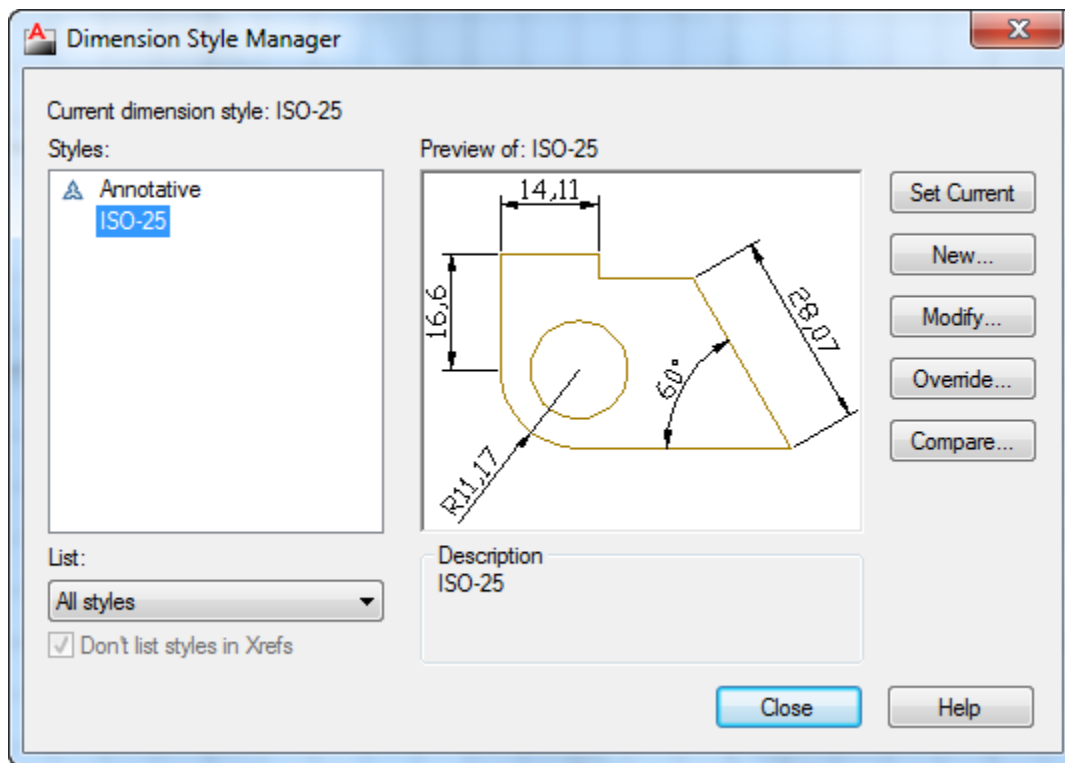 Dimension Style Manager
Current dimension style: ISO-25
Styles:
Annotative
ISO-25
List:
All styles
Don't list styles in Xrefs
Preview of: ISO-25
14,11
16,6
28,07
60°
R11,17
Description
ISO-25
Set Current
New...
Modify...
Override...
Compare...
Close
Help